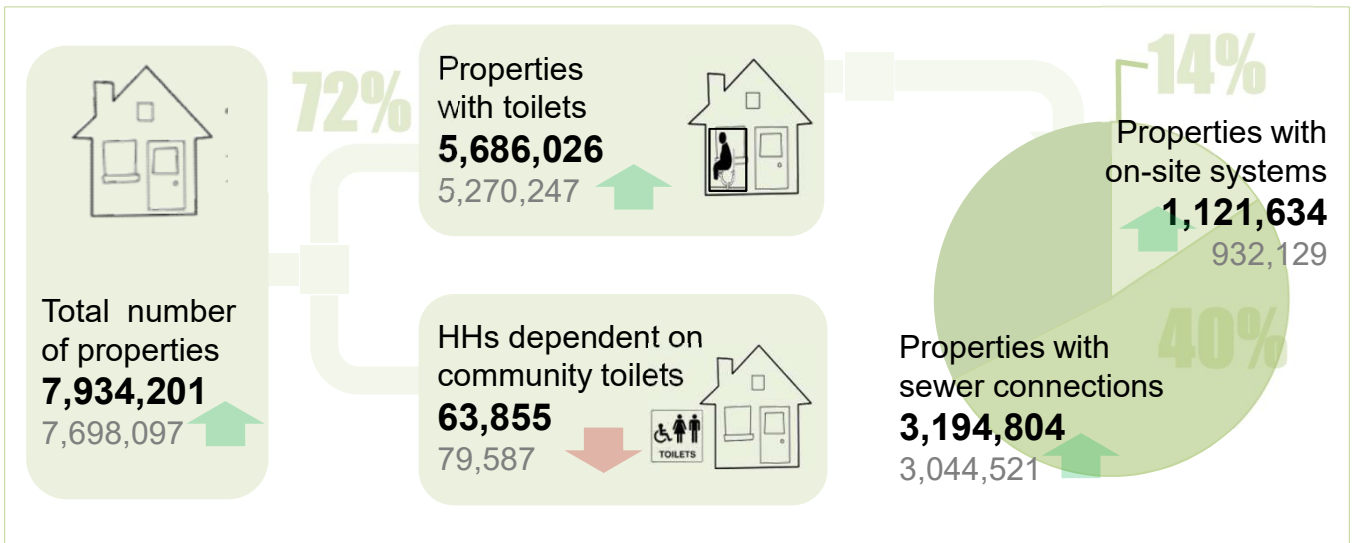 Total number
of properties
7,934,201
7,698,097
72%
Properties
with toilets
5,686,026
5,270,247
HHs dependent on
community toilets
63,855
79,587
TOILETS
14%
Properties with
on-site systems
1,121,634
932,129
40%
Properties with
sewer connections
3,194,804
3,044,521